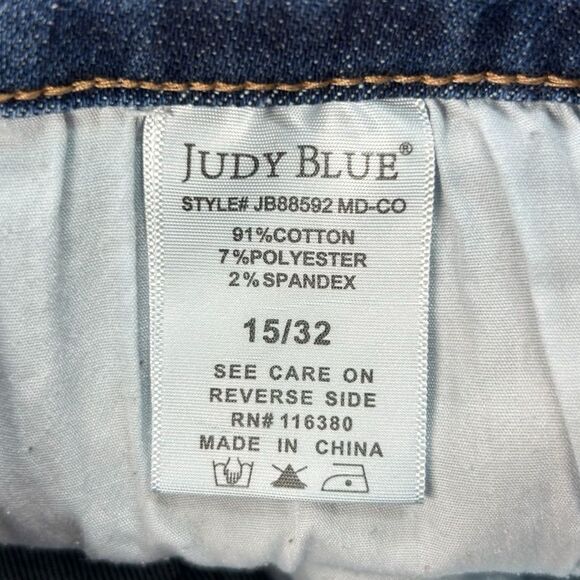 JUDY BLUE®
STYLE# JB88592 MD-CO
91%COTTON
7%POLYESTER
2%SPANDEX
15/32
SEE CARE ON
REVERSE SIDE
RN# 116380
MADE IN CHINA